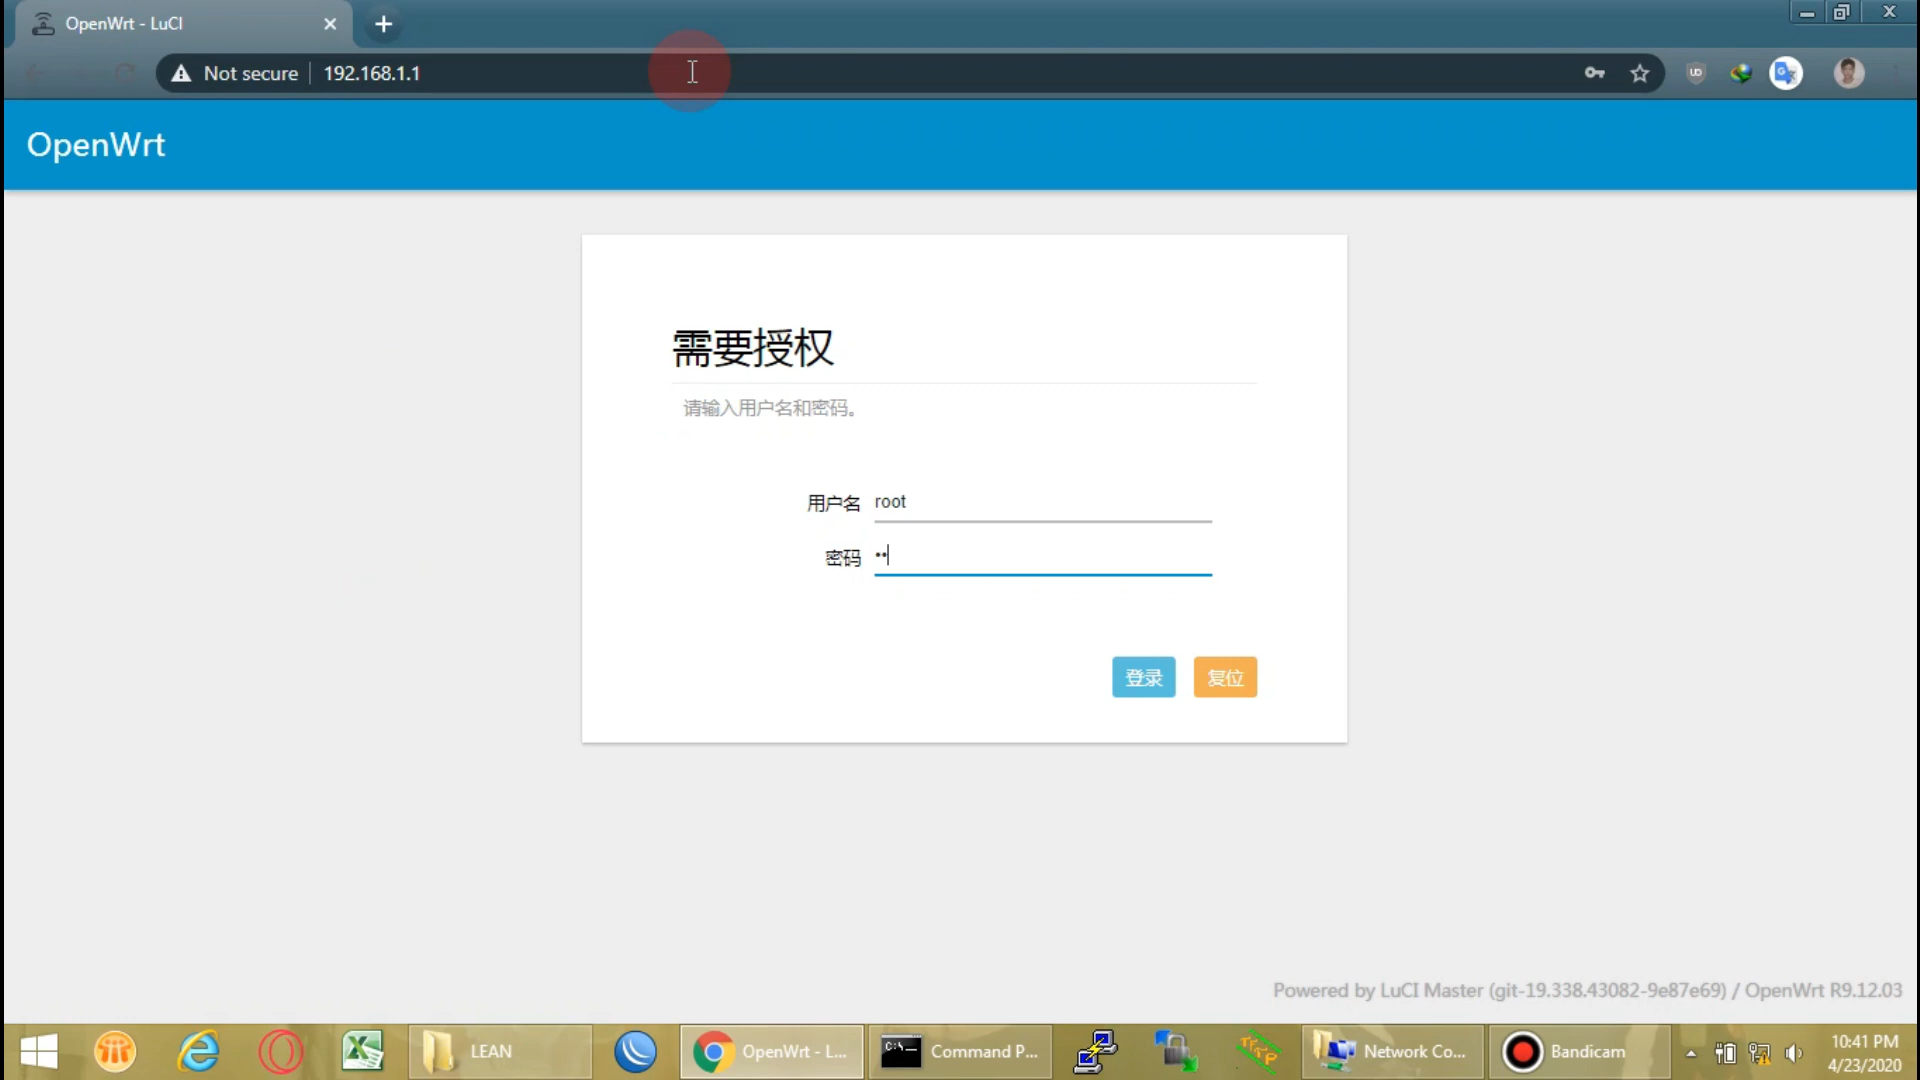 OpenWrt - LuCI
Not secure
192.168.1.1
OpenWrt
需要授权
请输入用户名和密码。
用户名 root
密码 ••
登录 复位
Powered by LuCI Master (git-19.338.43082-9e87e69) / OpenWrt R9.12.03
LEAN
OpenWrt - L...
Command P...
Network Co...
Bandicam
10:41 PM
4/23/2020